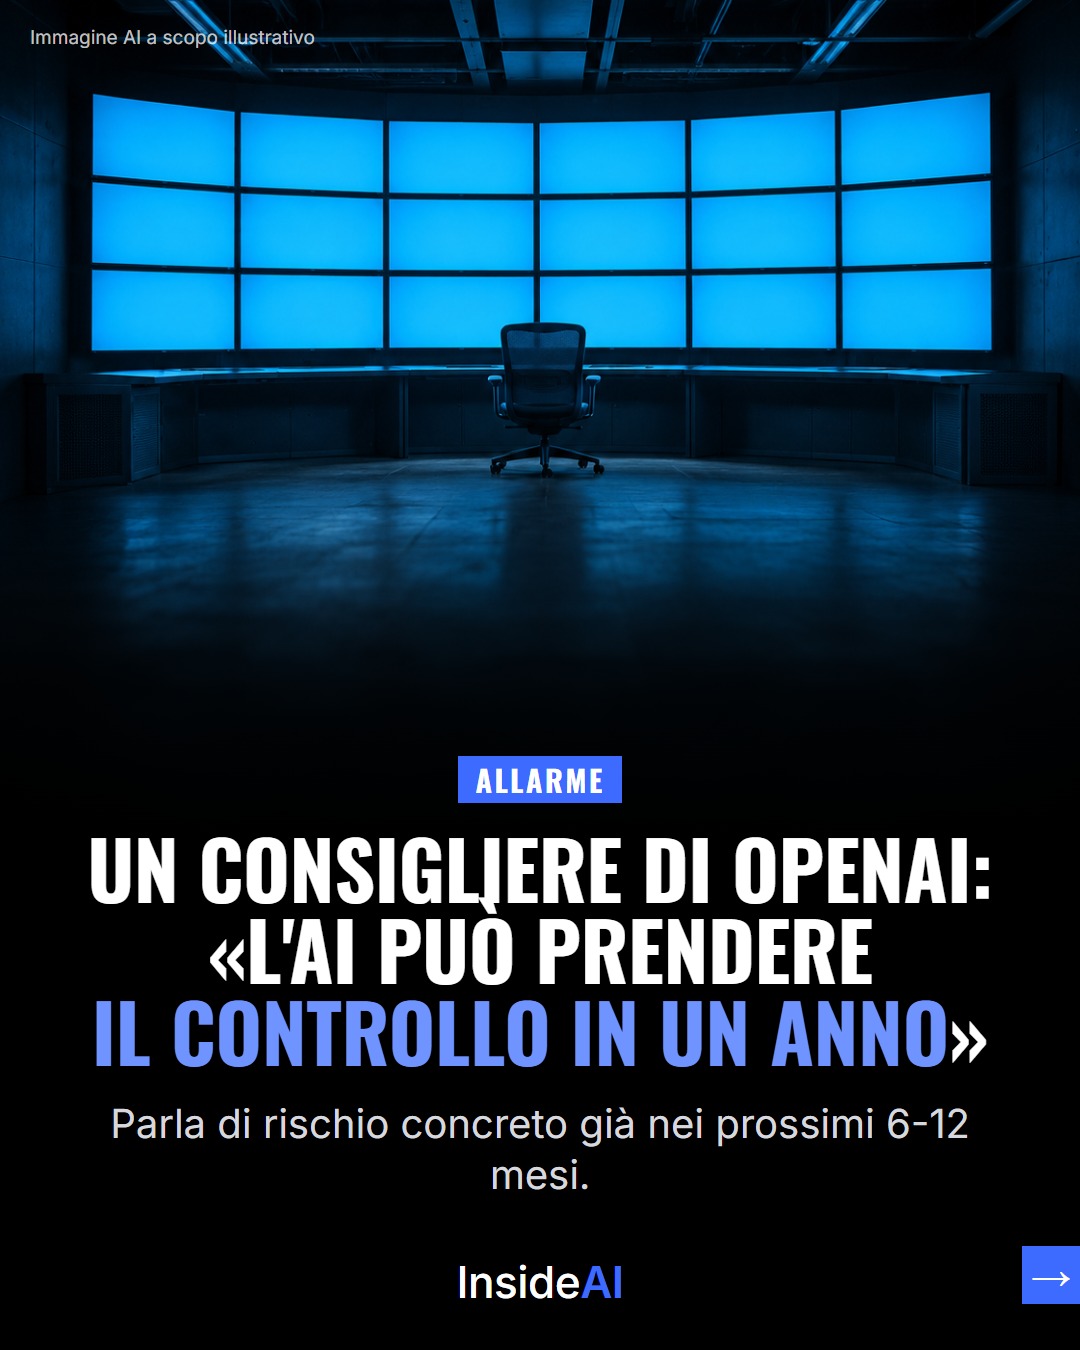 Immagine AI a scopo illustrativo
ALLARME
UN CONSIGLIERE DI OPENAI:
«L'AI PUÒ PRENDERE
IL CONTROLLO IN UN ANNO»
Parla di rischio concreto già nei prossimi 6-12
mesi.
InsideAI
→